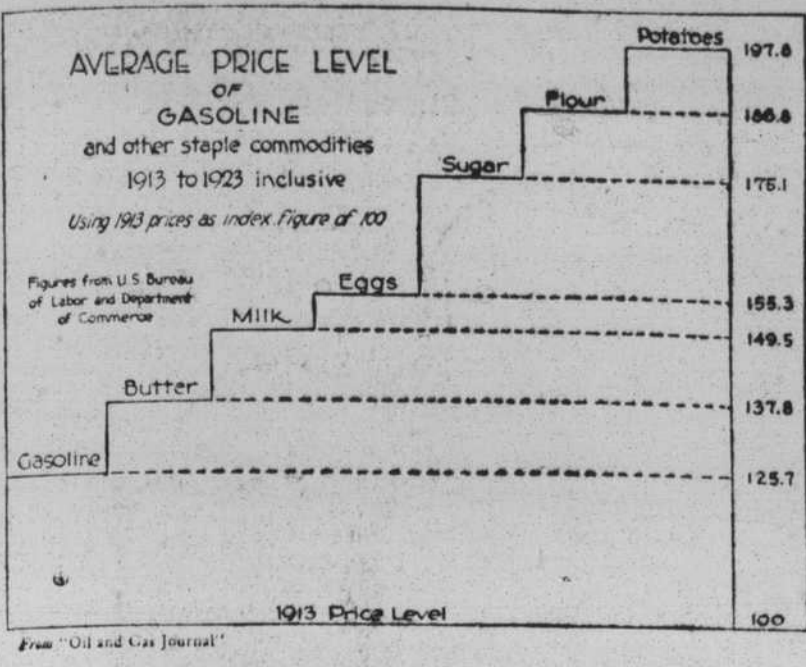 AVERAGE PRICE LEVEL
OF
GASOLINE
and other staple commodities
1913 to 1923 inclusive
Using 1913 prices as index figure of 100
Figures from U.S. Bureau
of Labor and Department
of Commerce
Potatoes 197.8
Flour 186.8
Sugar 175.1
Eggs 155.3
Milk 149.5
Butter 137.8
Gasoline 125.7
1913 Price Level 100
From "Oil and Gas Journal"